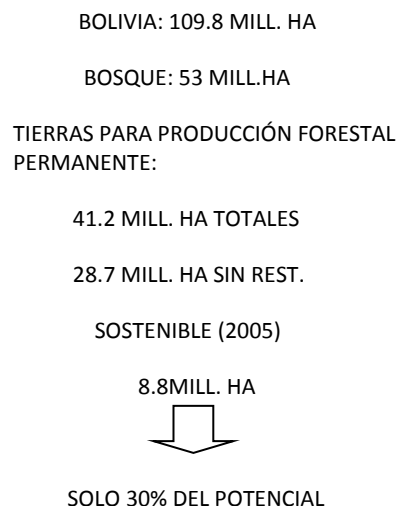 BOLIVIA: 109.8 MILL. HA
BOSQUE: 53 MILL.HA
TIERRAS PARA PRODUCCIÓN FORESTAL
PERMANENTE:
41.2 MILL. HA TOTALES
28.7 MILL. HA SIN REST.
SOSTENIBLE (2005)
8.8MILL. HA
SOLO 30% DEL POTENCIAL